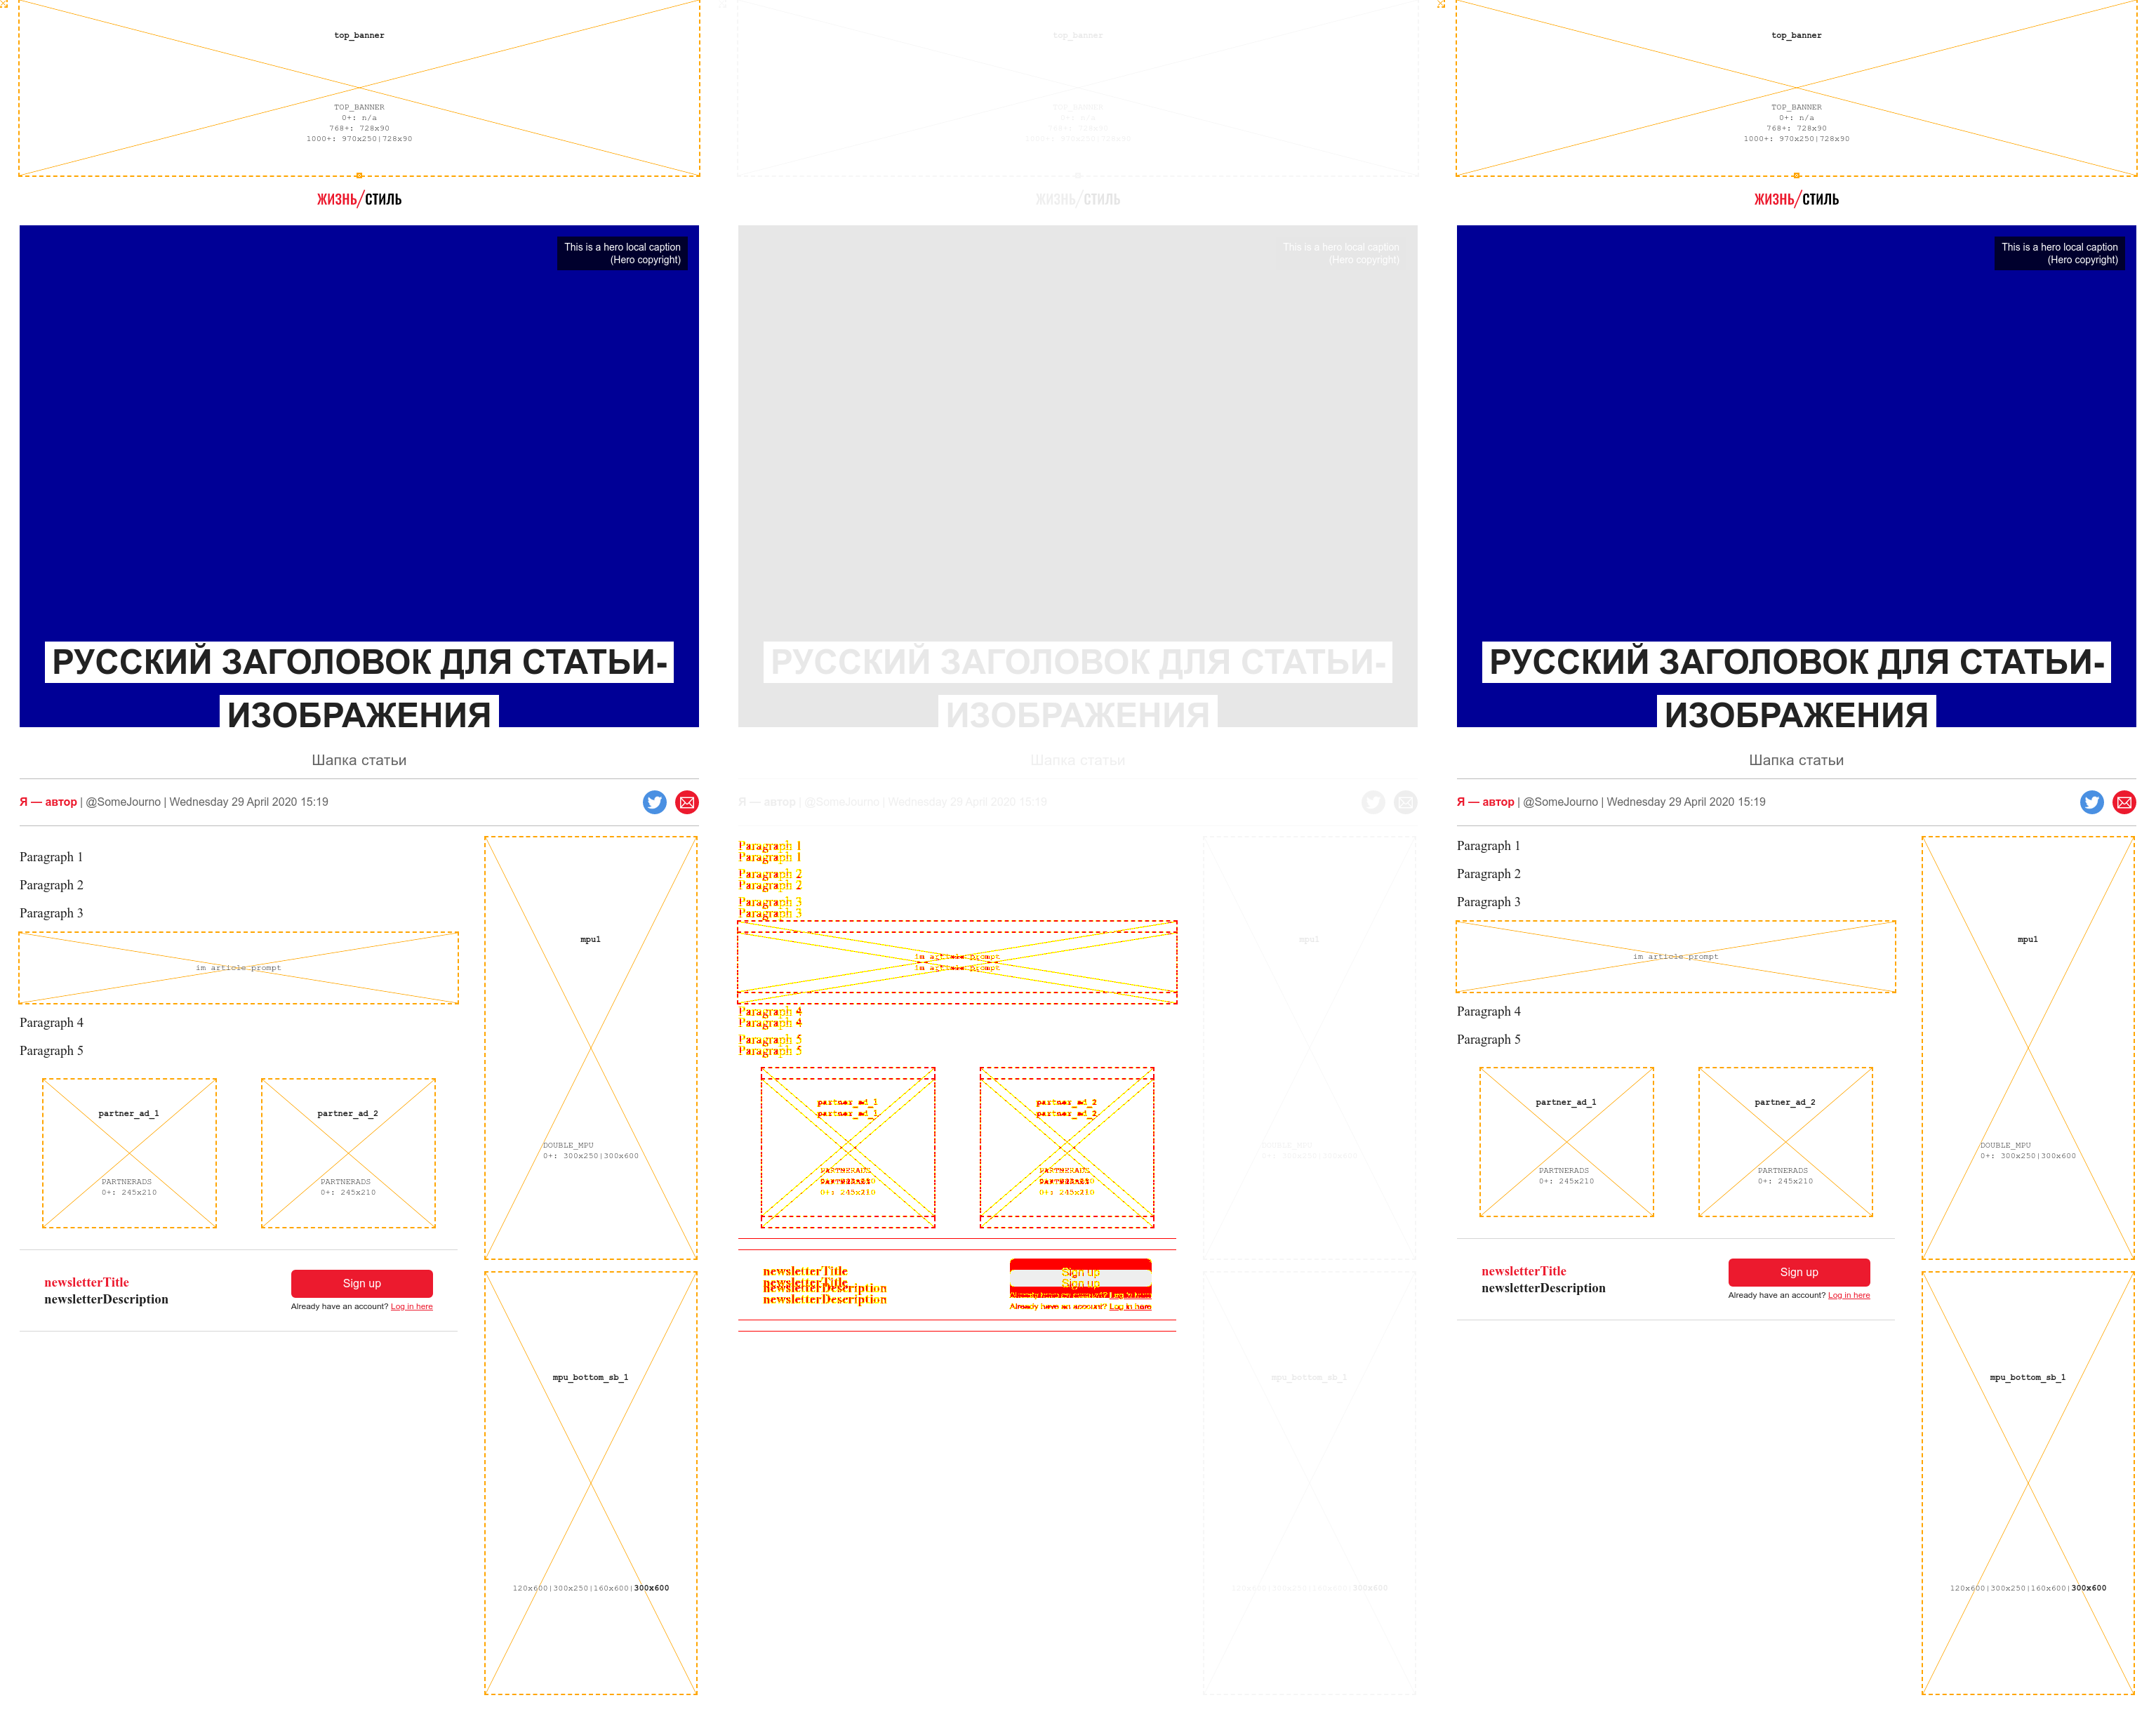 top_banner
TOP_BANNER
0+: n/a
768+: 728x90
1000+: 970x250|728x90
ЖИЗНЬ/СТИЛЬ
This is a hero local caption
(Hero copyright)
РУССКИЙ ЗАГОЛОВОК ДЛЯ СТАТЬИ-
ИЗОБРАЖЕНИЯ
Шапка статьи
Я — автор | @SomeJourno | Wednesday 29 April 2020 15:19
Paragraph 1
Paragraph 2
Paragraph 3
im article prompt
Paragraph 4
Paragraph 5
partner_ad_1
PARTNERADS
0+: 245x210
partner_ad_2
PARTNERADS
0+: 245x210
newsletterTitle
newsletterDescription
Sign up
Already have an account? Log in here
mpu1
DOUBLE_MPU
0+: 300x250|300x600
mpu_bottom_sb_1
120x600|300x250|160x600|300x600
top_banner
TOP_BANNER
0+: n/a
768+: 728x90
1000+: 970x250|728x90
ЖИЗНЬ/СТИЛЬ
This is a hero local caption
(Hero copyright)
РУССКИЙ ЗАГОЛОВОК ДЛЯ СТАТЬИ-
ИЗОБРАЖЕНИЯ
Шапка статьи
Я — автор | @SomeJourno | Wednesday 29 April 2020 15:19
Paragraph 1
Paragraph 1
Paragraph 2
Paragraph 2
Paragraph 3
Paragraph 3
im article prompt
im article prompt
Paragraph 4
Paragraph 4
Paragraph 5
Paragraph 5
partner_ad_1
partner_ad_1
PARTNERADS
PARTNERADS
0+: 245x210
partner_ad_2
partner_ad_2
PARTNERADS
PARTNERADS
0+: 245x210
newsletterTitle
newsletterTitle
newsletterDescription
newsletterDescription
Sign up
Sign up
Already have an account? Log in here
Already have an account? Log in here
mpu1
DOUBLE_MPU
0+: 300x250|300x600
mpu_bottom_sb_1
120x600|300x250|160x600|300x600
top_banner
TOP_BANNER
0+: n/a
768+: 728x90
1000+: 970x250|728x90
ЖИЗНЬ/СТИЛЬ
This is a hero local caption
(Hero copyright)
РУССКИЙ ЗАГОЛОВОК ДЛЯ СТАТЬИ-
ИЗОБРАЖЕНИЯ
Шапка статьи
Я — автор | @SomeJourno | Wednesday 29 April 2020 15:19
Paragraph 1
Paragraph 2
Paragraph 3
im article prompt
Paragraph 4
Paragraph 5
partner_ad_1
PARTNERADS
0+: 245x210
partner_ad_2
PARTNERADS
0+: 245x210
newsletterTitle
newsletterDescription
Sign up
Already have an account? Log in here
mpu1
DOUBLE_MPU
0+: 300x250|300x600
mpu_bottom_sb_1
120x600|300x250|160x600|300x600